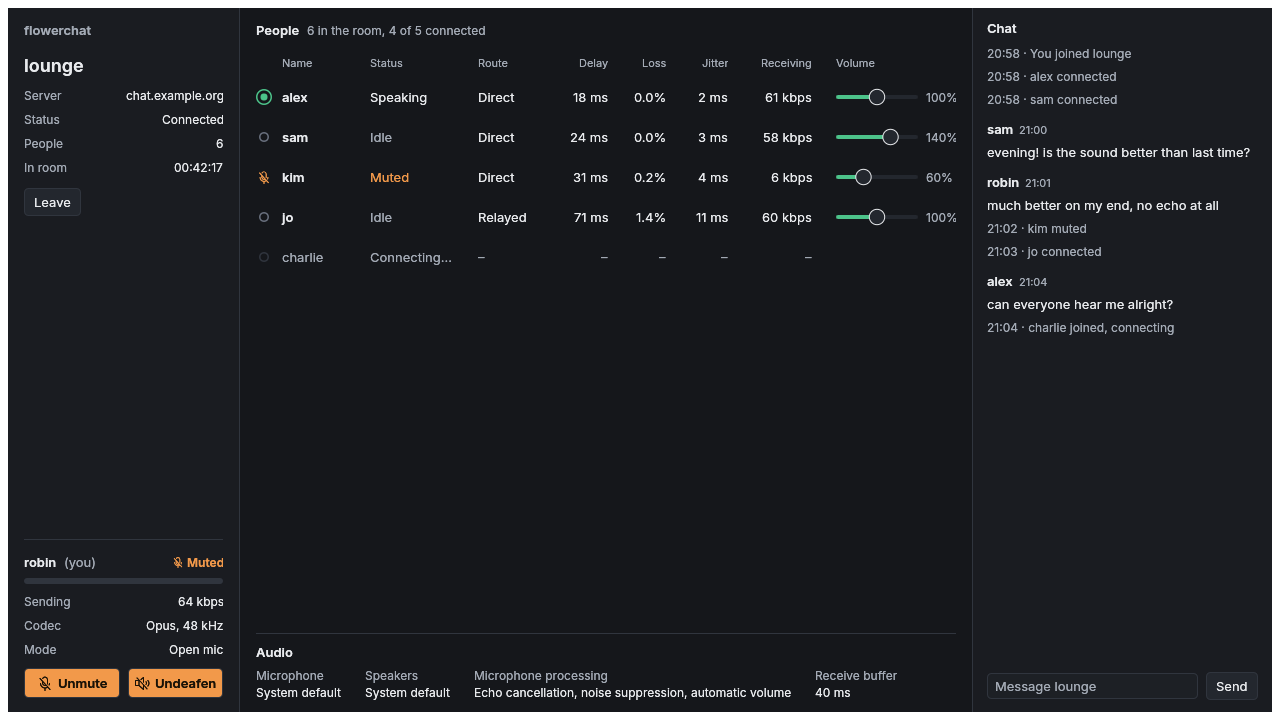 flowerchat
lounge
Server chat.example.org
Status Connected
People 6
In room 00:42:17
Leave
robin (you) Muted
Sending 64 kbps
Codec Opus, 48 kHz
Mode Open mic
Unmute Undeafen
People 6 in the room, 4 of 5 connected
Name Status Route Delay Loss Jitter Receiving Volume
alex Speaking Direct 18 ms 0.0% 2 ms 61 kbps 100%
sam Idle Direct 24 ms 0.0% 3 ms 58 kbps 140%
kim Muted Direct 31 ms 0.2% 4 ms 6 kbps 60%
jo Idle Relayed 71 ms 1.4% 11 ms 60 kbps 100%
charlie Connecting... – – – – –
Audio
Microphone Speakers Microphone processing Receive buffer
System default System default Echo cancellation, noise suppression, automatic volume 40 ms
Chat
20:58 · You joined lounge
20:58 · alex connected
20:58 · sam connected
sam 21:00
evening! is the sound better than last time?
robin 21:01
much better on my end, no echo at all
21:02 · kim muted
21:03 · jo connected
alex 21:04
can everyone hear me alright?
21:04 · charlie joined, connecting
Message lounge Send